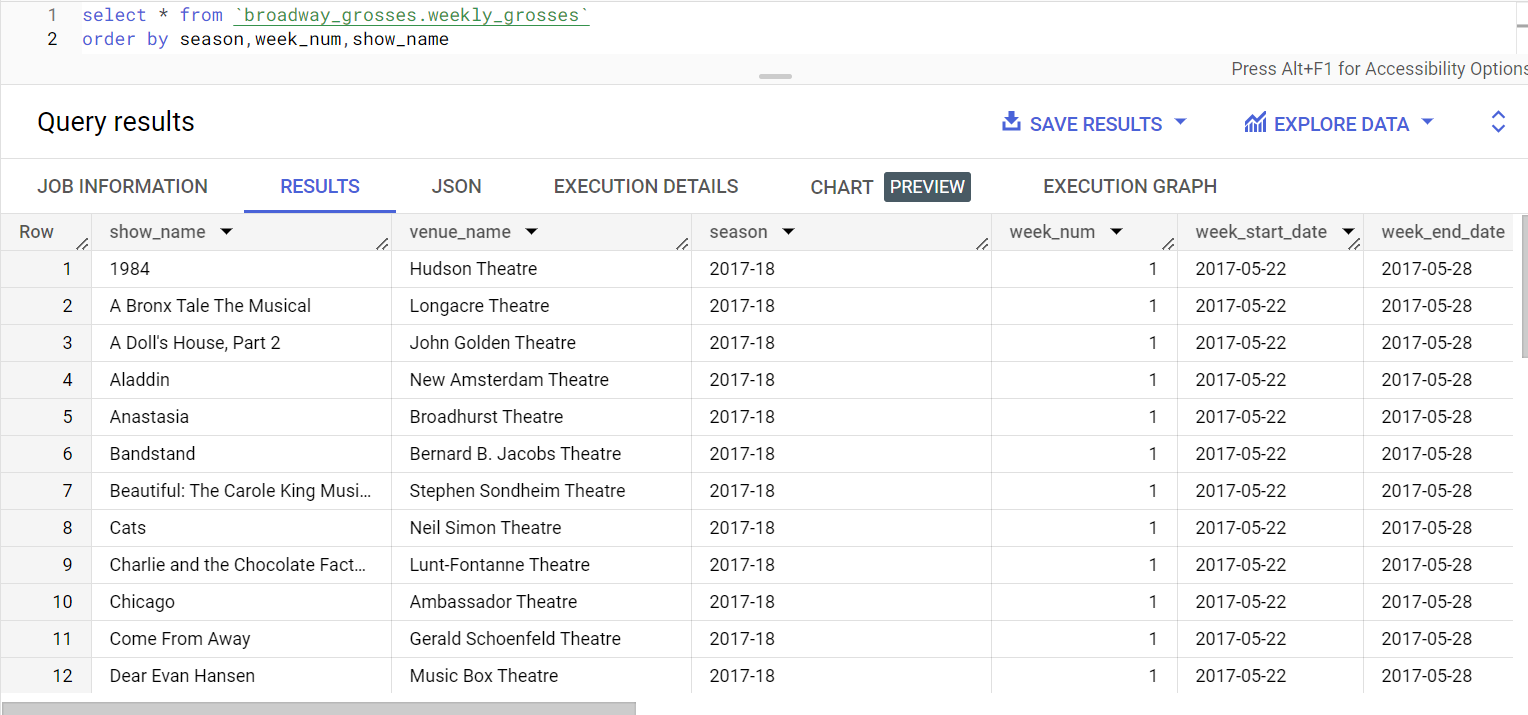 1 select * from `broadway_grosses.weekly_grosses`
2 order by season,week_num,show_name
Press Alt+F1 for Accessibility Options
Query results
SAVE RESULTS EXPLORE DATA
JOB INFORMATION RESULTS JSON EXECUTION DETAILS CHART PREVIEW EXECUTION GRAPH
Row show_name venue_name season week_num week_start_date week_end_date
1 1984 Hudson Theatre 2017-18 1 2017-05-22 2017-05-28
2 A Bronx Tale The Musical Longacre Theatre 2017-18 1 2017-05-22 2017-05-28
3 A Doll's House, Part 2 John Golden Theatre 2017-18 1 2017-05-22 2017-05-28
4 Aladdin New Amsterdam Theatre 2017-18 1 2017-05-22 2017-05-28
5 Anastasia Broadhurst Theatre 2017-18 1 2017-05-22 2017-05-28
6 Bandstand Bernard B. Jacobs Theatre 2017-18 1 2017-05-22 2017-05-28
7 Beautiful: The Carole King Musi... Stephen Sondheim Theatre 2017-18 1 2017-05-22 2017-05-28
8 Cats Neil Simon Theatre 2017-18 1 2017-05-22 2017-05-28
9 Charlie and the Chocolate Fact... Lunt-Fontanne Theatre 2017-18 1 2017-05-22 2017-05-28
10 Chicago Ambassador Theatre 2017-18 1 2017-05-22 2017-05-28
11 Come From Away Gerald Schoenfeld Theatre 2017-18 1 2017-05-22 2017-05-28
12 Dear Evan Hansen Music Box Theatre 2017-18 1 2017-05-22 2017-05-28